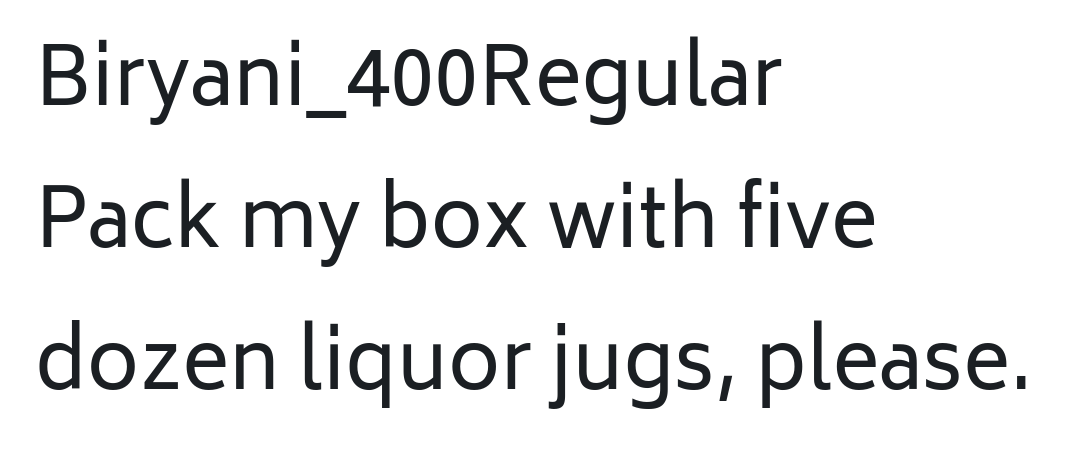 Biryani_400Regular
Pack my box with five
dozen liquor jugs, please.